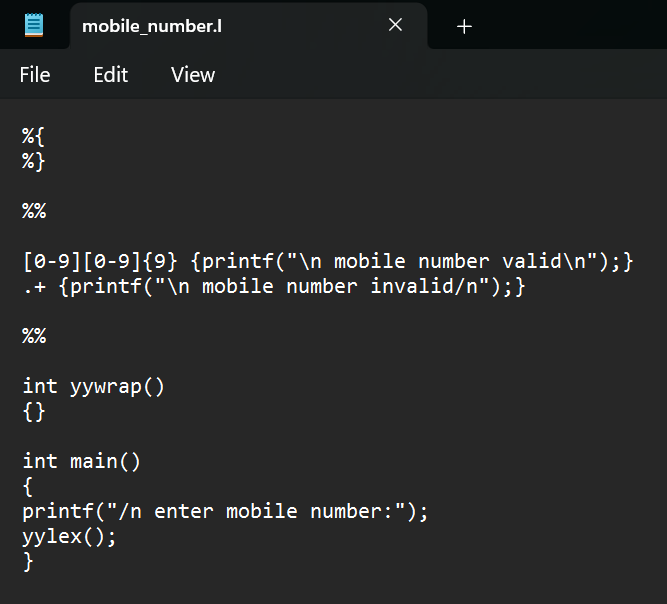 mobile_number.l
File Edit View
%{
%}
%%
[0-9][0-9]{9} {printf("\n mobile number valid\n");}
.+ {printf("\n mobile number invalid/n");}
%%
int yywrap()
{}
int main()
{
printf("/n enter mobile number:");
yylex();
}